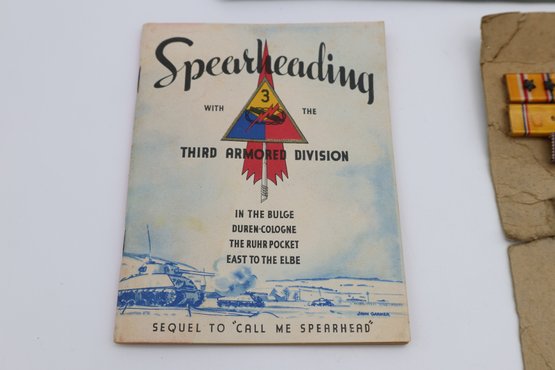 Spearheading
WITH THE
3
THIRD ARMORED DIVISION
IN THE BULGE
DUREN-COLOGNE
THE RUHR POCKET
EAST TO THE ELBE
SEQUEL TO "CALL ME SPEARHEAD"